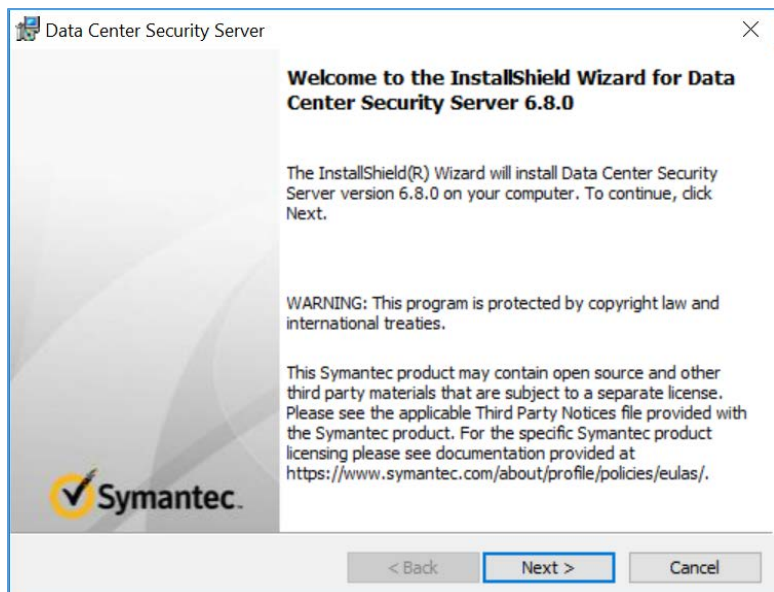 Data Center Security Server
Welcome to the InstallShield Wizard for Data
Center Security Server 6.8.0
The InstallShield(R) Wizard will install Data Center Security
Server version 6.8.0 on your computer. To continue, click
Next.
WARNING: This program is protected by copyright law and
international treaties.
This Symantec product may contain open source and other
third party materials that are subject to a separate license.
Please see the applicable Third Party Notices file provided with
the Symantec product. For the specific Symantec product
licensing please see documentation provided at
https://www.symantec.com/about/profile/policies/eulas/.
Symantec™
< Back Next > Cancel